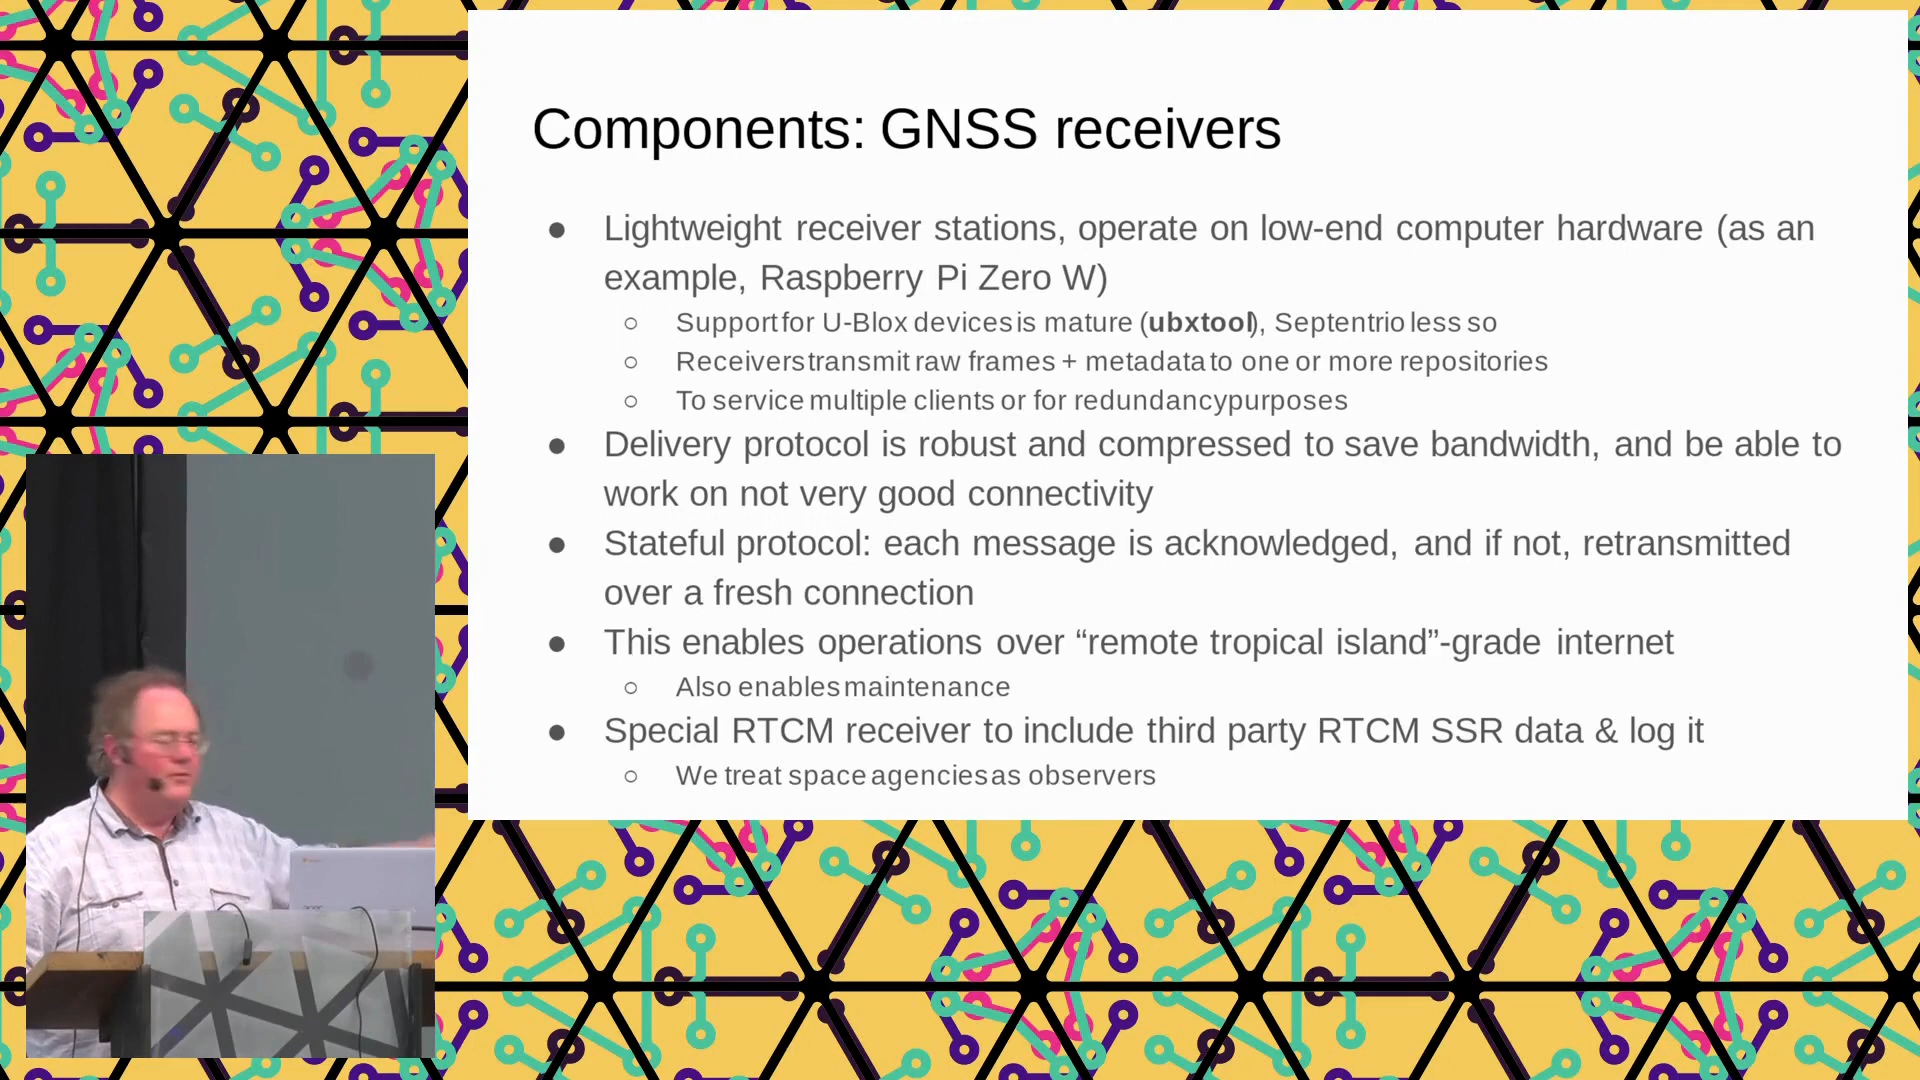 Components: GNSS receivers
● Lightweight receiver stations, operate on low-end computer hardware (as an
example, Raspberry Pi Zero W)
○ Support for U-Blox devices is mature (ubxtool), Septentrio less so
○ Receivers transmit raw frames + metadata to one or more repositories
○ To service multiple clients or for redundancy purposes
● Delivery protocol is robust and compressed to save bandwidth, and be able to
work on not very good connectivity
● Stateful protocol: each message is acknowledged, and if not, retransmitted
over a fresh connection
● This enables operations over “remote tropical island”-grade internet
○ Also enables maintenance
● Special RTCM receiver to include third party RTCM SSR data & log it
○ We treat space agencies as observers